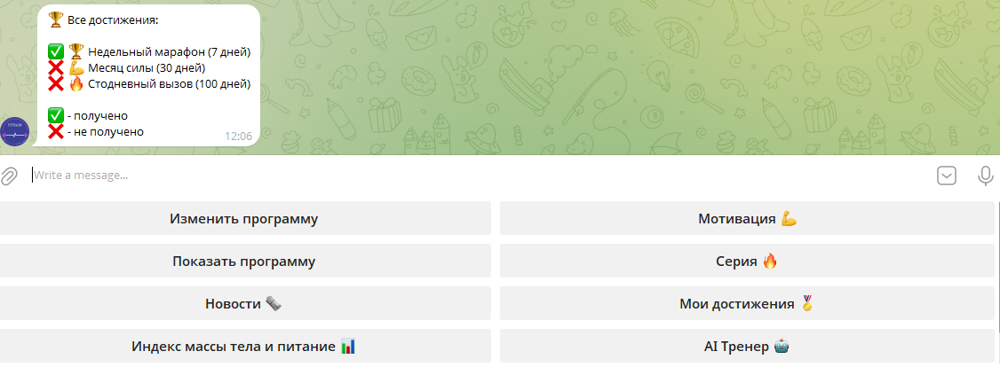 🏆 Все достижения:
✅ 🏆 Недельный марафон (7 дней)
❌ 💪 Месяц силы (30 дней)
❌ 🔥 Стодневный вызов (100 дней)
✅ - получено
❌ - не получено
12:06
Write a message...
Изменить программу
Мотивация 💪
Показать программу
Серия 🔥
Новости 🗞
Мои достижения 🏅
Индекс массы тела и питание 📊
AI Тренер 🤖